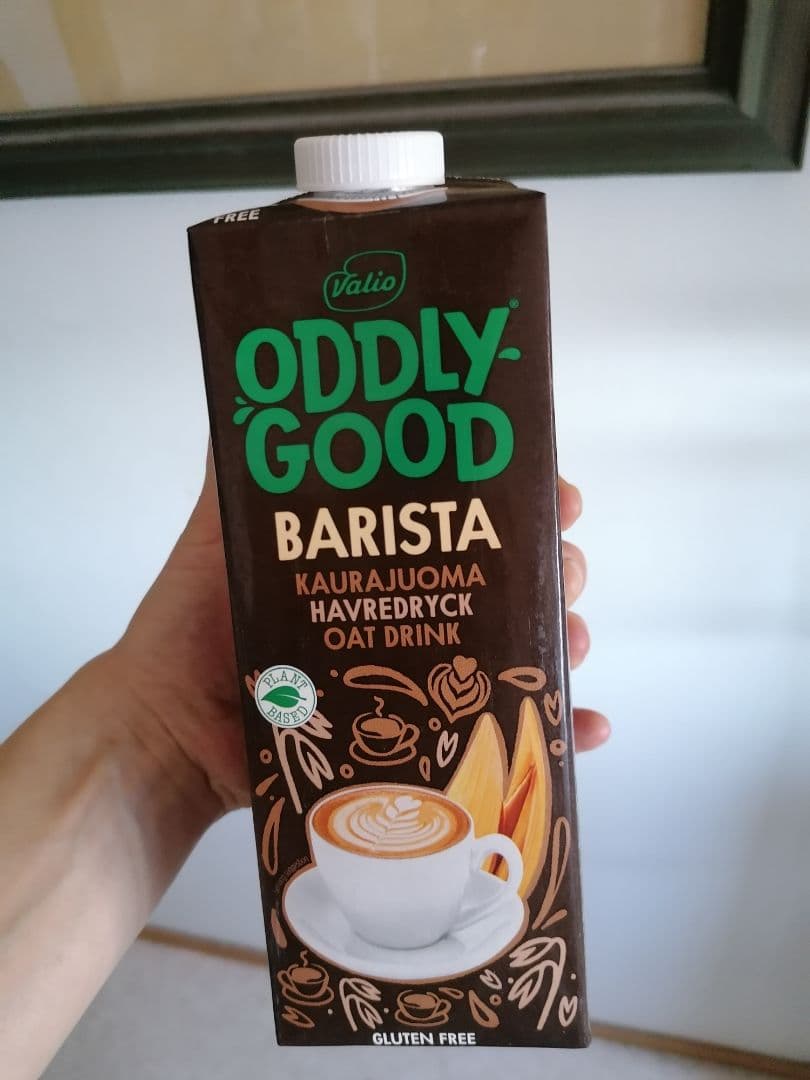 FREE
Valio
ODDLY
GOOD
BARISTA
KAURAJUOMA
HAVREDRYCK
OAT DRINK
PLANT
BASED
GLUTEN FREE